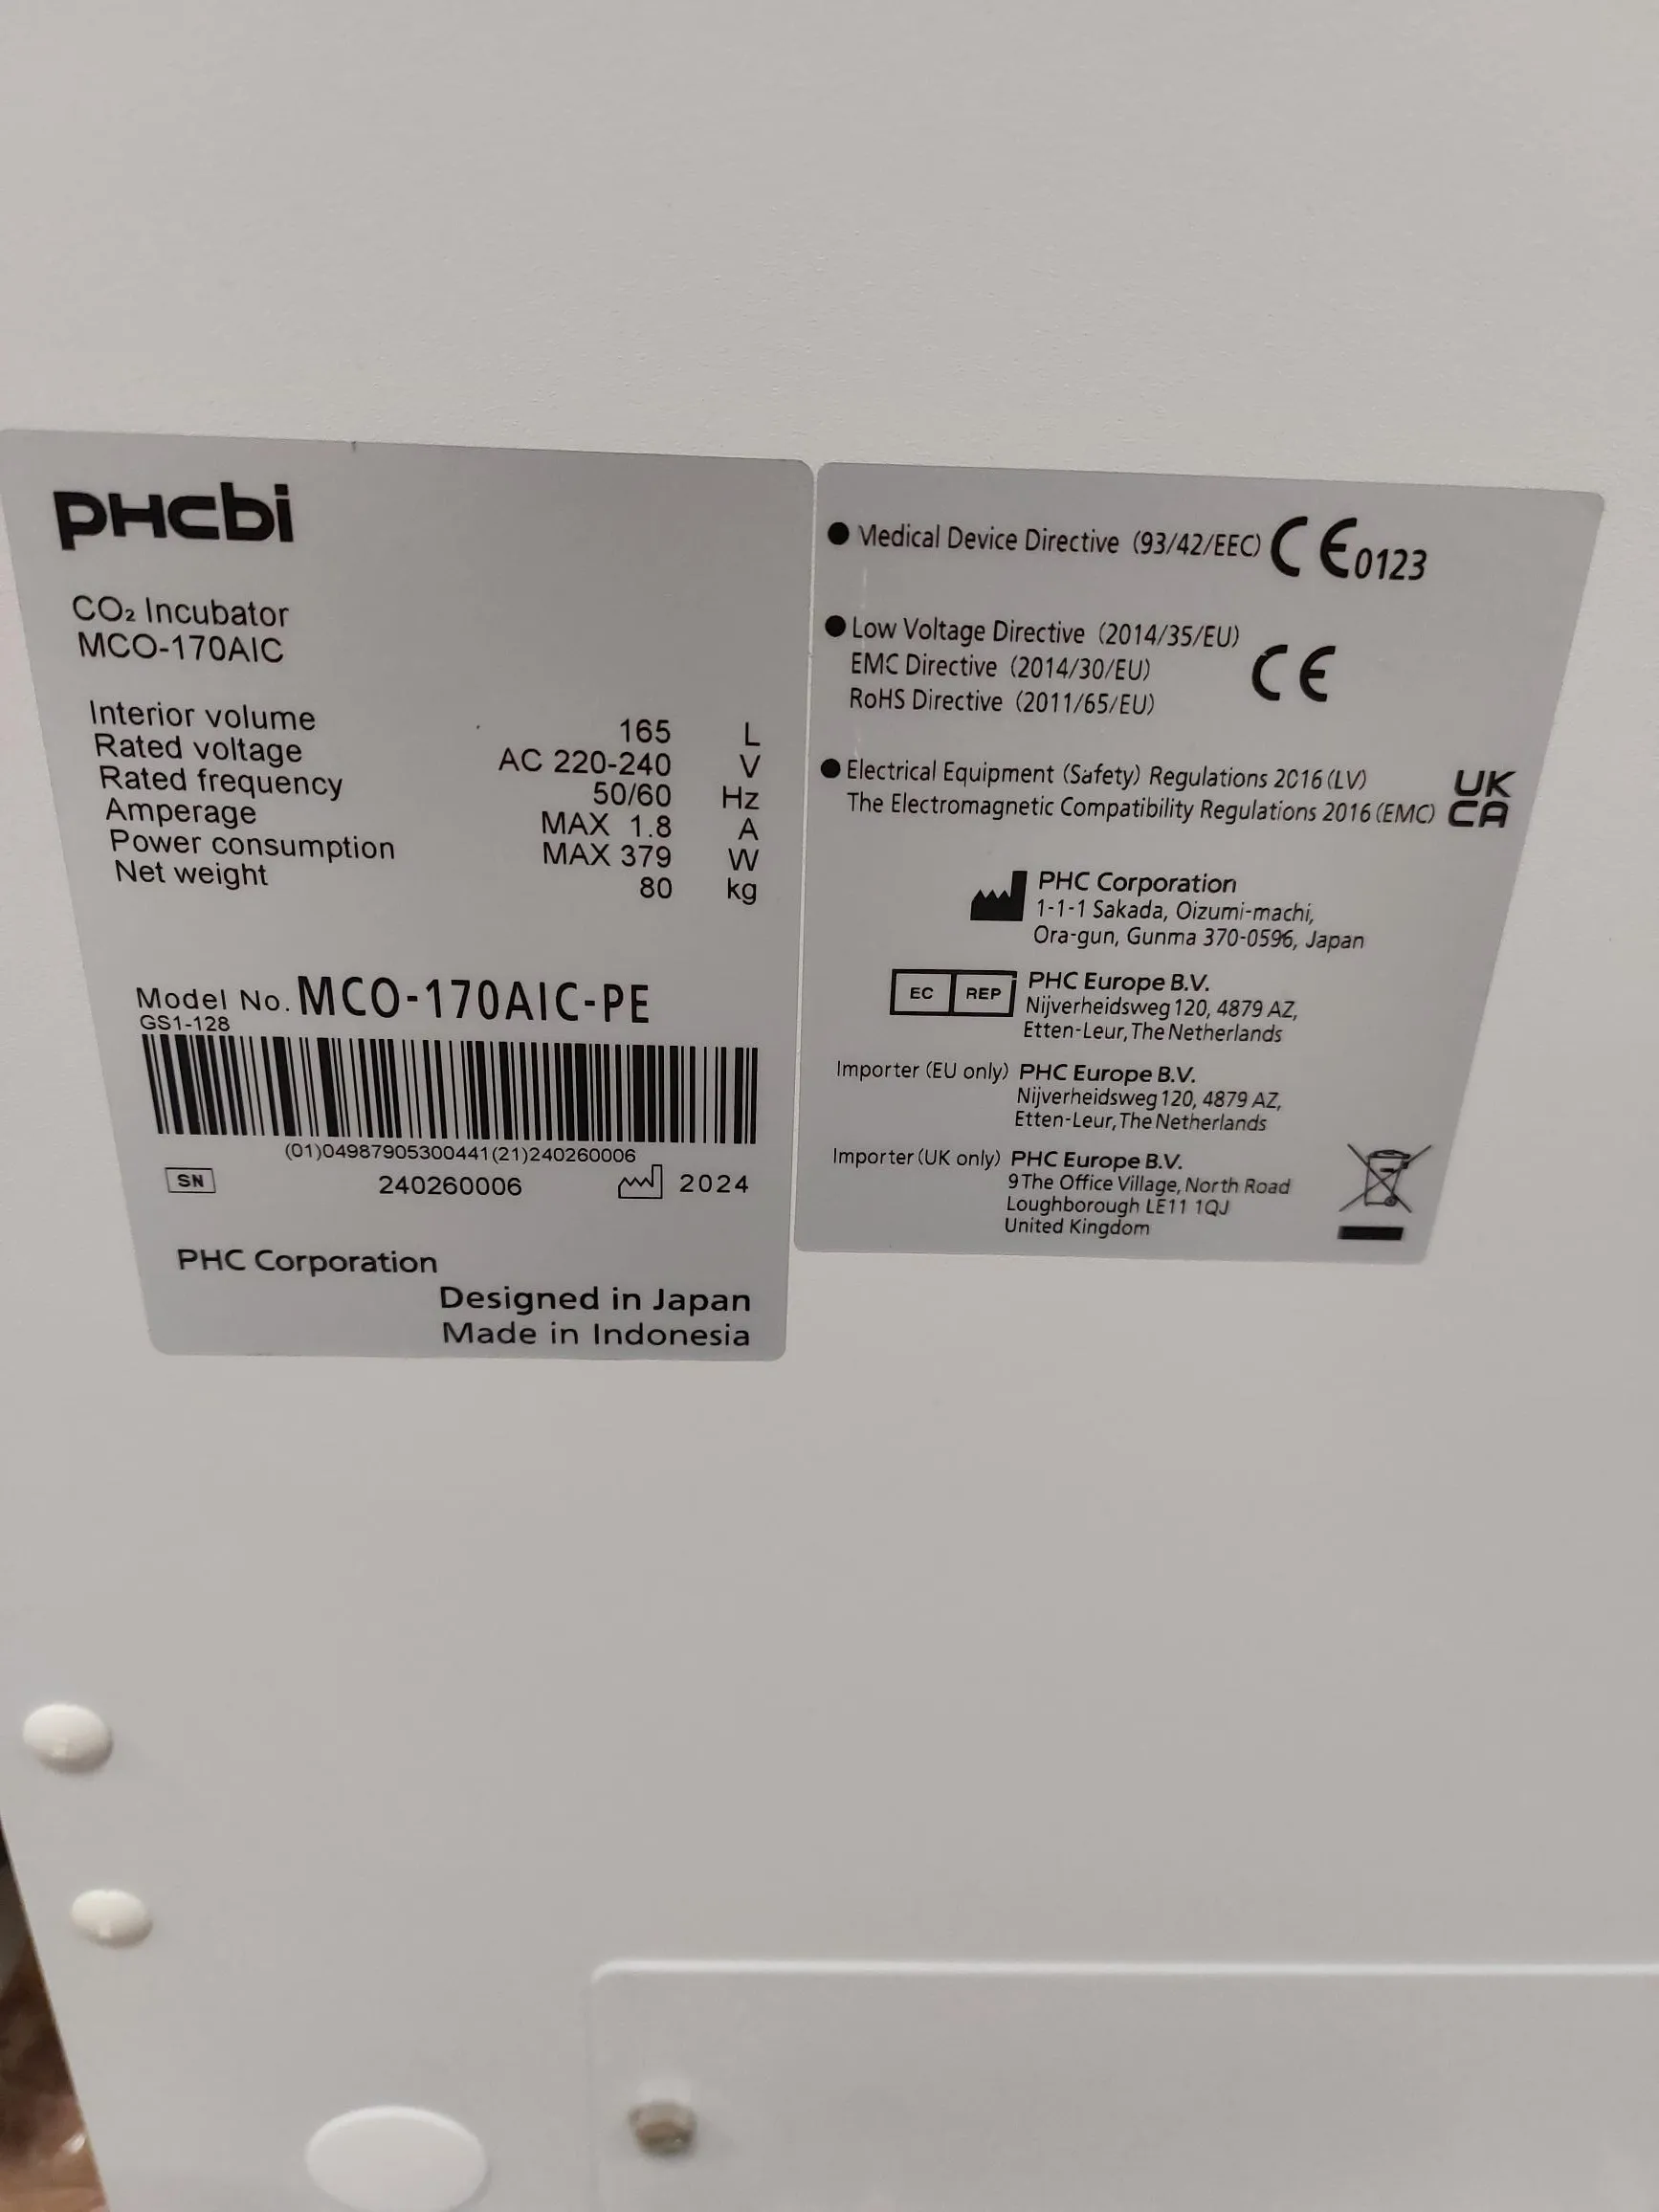 PHCbi
CO₂ Incubator
MCO-170AIC
Interior volume 165 L
Rated voltage AC 220-240 V
Rated frequency 50/60 Hz
Amperage MAX 1.8 A
Power consumption MAX 379 W
Net weight 80 kg
Model No. MCO-170AIC-PE
GS1-128
(01)04987905300441(21)240260006
SN 240260006 2024
PHC Corporation
Designed in Japan
Made in Indonesia
● Medical Device Directive (93/42/EEC) CE0123
● Low Voltage Directive (2014/35/EU)
EMC Directive (2014/30/EU) CE
RoHS Directive (2011/65/EU)
● Electrical Equipment (Safety) Regulations 2016 (LV)
The Electromagnetic Compatibility Regulations 2016 (EMC) UK CA
PHC Corporation
1-1-1 Sakada, Oizumi-machi,
Ora-gun, Gunma 370-0596, Japan
EC REP PHC Europe B.V.
Nijverheidsweg 120, 4879 AZ,
Etten-Leur, The Netherlands
Importer (EU only) PHC Europe B.V.
Nijverheidsweg 120, 4879 AZ,
Etten-Leur, The Netherlands
Importer (UK only) PHC Europe B.V.
9 The Office Village, North Road
Loughborough LE11 1QJ
United Kingdom